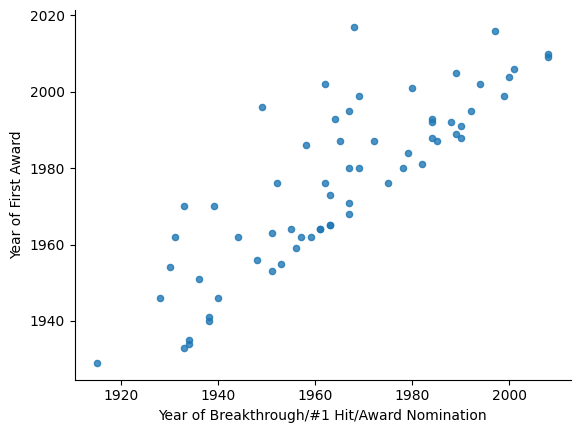 2020
2000
1980
1960
1940
Year of First Award
1920 1940 1960 1980 2000
Year of Breakthrough/#1 Hit/Award Nomination